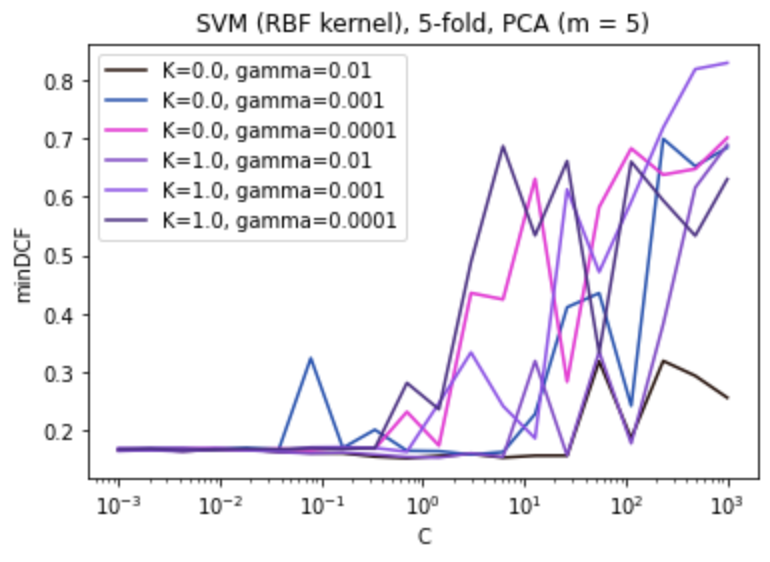 SVM (RBF kernel), 5-fold, PCA (m = 5)
K=0.0, gamma=0.01
K=0.0, gamma=0.001
K=0.0, gamma=0.0001
K=1.0, gamma=0.01
K=1.0, gamma=0.001
K=1.0, gamma=0.0001
minDCF
0.8
0.7
0.6
0.5
0.4
0.3
0.2
10⁻³ 10⁻² 10⁻¹ 10⁰ 10¹ 10² 10³
C